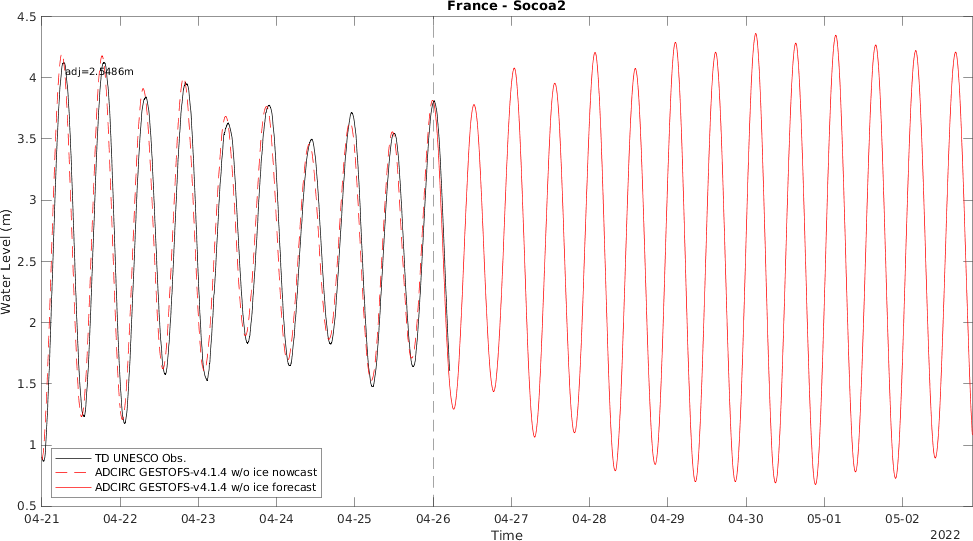 France - Socoa2
4.5
4
3.5
3
2.5
2
1.5
1
0.5
Water Level (m)
adj=2.5486m
TD UNESCO Obs.
ADCIRC GESTOFS-v4.1.4 w/o ice nowcast
ADCIRC GESTOFS-v4.1.4 w/o ice forecast
04-21 04-22 04-23 04-24 04-25 04-26 04-27 04-28 04-29 04-30 05-01 05-02
Time
2022